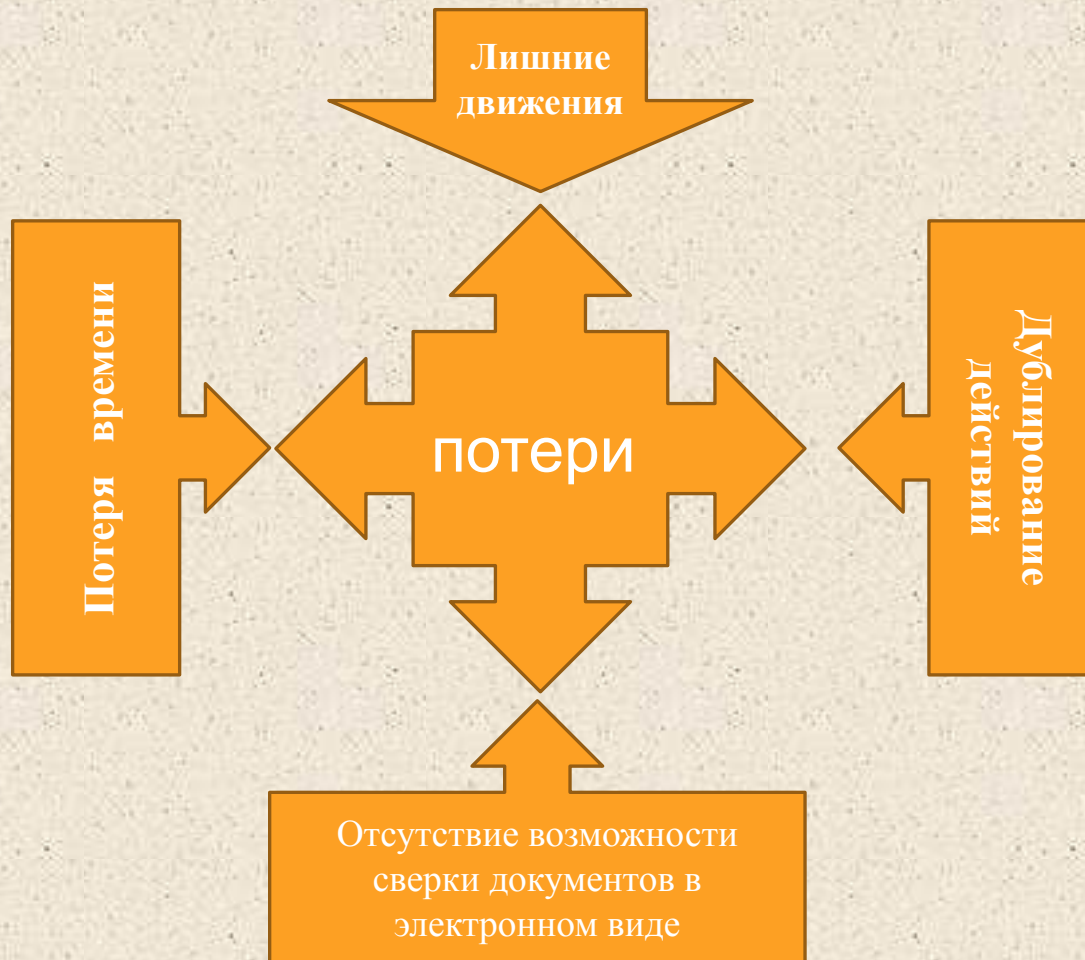 Лишние
движения
Потеря времени
потери
Дублирование
действий
Отсутствие возможности
сверки документов в
электронном виде